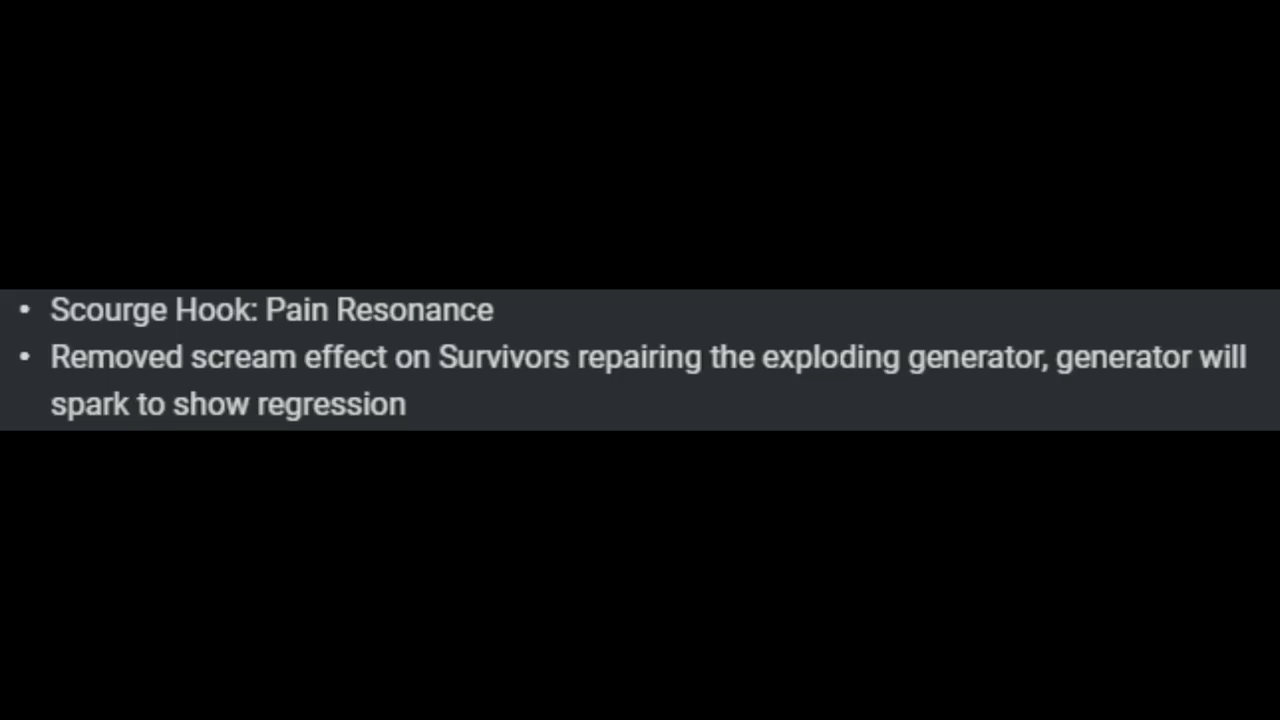 • Scourge Hook: Pain Resonance
• Removed scream effect on Survivors repairing the exploding generator, generator will
spark to show regression